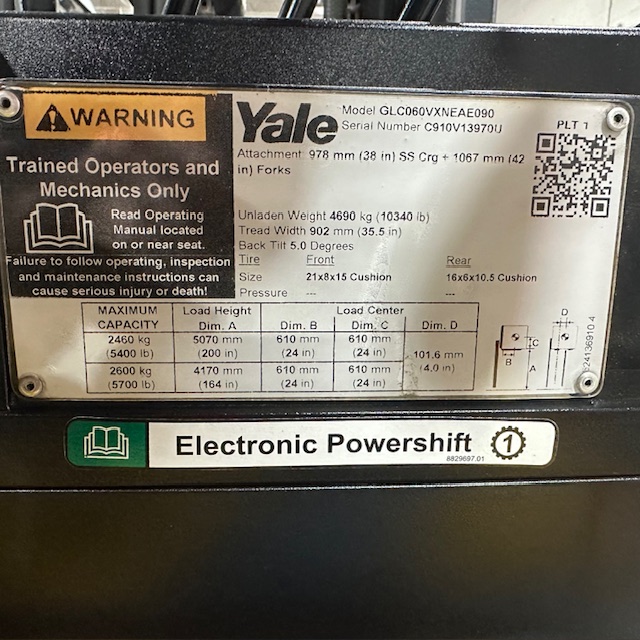 WARNING
Trained Operators and
Mechanics Only
Read Operating
Manual located
on or near seat.
Failure to follow operating, inspection
and maintenance instructions can
cause serious injury or death!
Yale
Model GLC060VXNEAE090
Serial Number C910V13970U
PLT 1
Attachment 978 mm (38 in) SS Crg + 1067 mm (42
in) Forks
Unladen Weight 4690 kg (10340 lb)
Tread Width 902 mm (35.5 in)
Back Tilt 5.0 Degrees
Tire Front Rear
Size 21x8x15 Cushion 16x6x10.5 Cushion
Pressure --- ---
MAXIMUM CAPACITY Load Height Dim. A Load Center
Dim. B Dim. C Dim. D
2460 kg 5070 mm 610 mm 610 mm
(5400 lb) (200 in) (24 in) (24 in)
101.6 mm
(4.0 in)
2600 kg 4170 mm 610 mm 610 mm
(5700 lb) (164 in) (24 in) (24 in)
D
C
B
A
24136910.4
Electronic Powershift 1
8829697.01